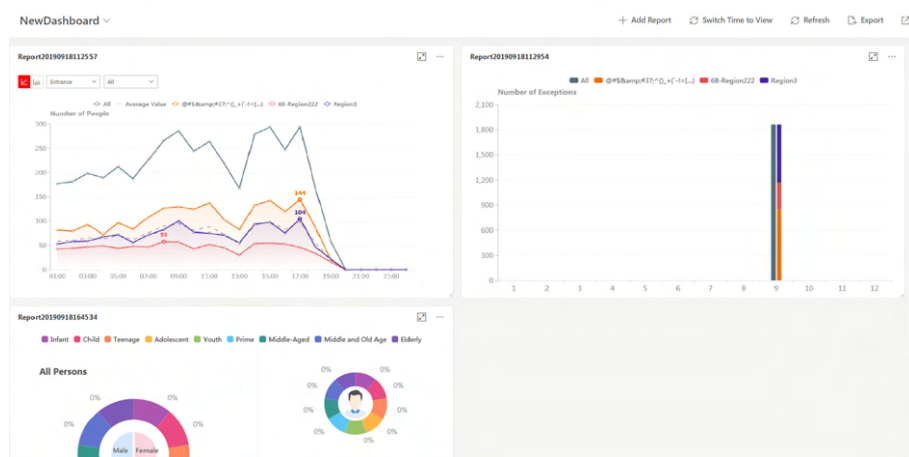 NewDashboard
Add Report Switch Time to View Refresh Export
Report20190918112557
Entrance All
All Average Value @#$&amp;#37;^()_+{`-!=[...) 68-Region222 Region3
Number of People
300
250
200
150
100
50
0
144
104
58
01:00 03:00 05:00 07:00 09:00 11:00 13:00 15:00 17:00 19:00 21:00 23:00
Report20190918112954
All @#$&amp;#37;^()_+{`-!=[...) 68-Region222 Region3
Number of Exceptions
2,100
1,800
1,500
1,200
900
600
300
0
1 2 3 4 5 6 7 8 9 10 11 12
Report20190918164534
Infant Child Teenage Adolescent Youth Prime Middle-Aged Middle and Old Age Elderly
All Persons
0% 0%
0% 0%
Male Female
0% 0%
0% 0%
0% 0%
0% 0%
0%